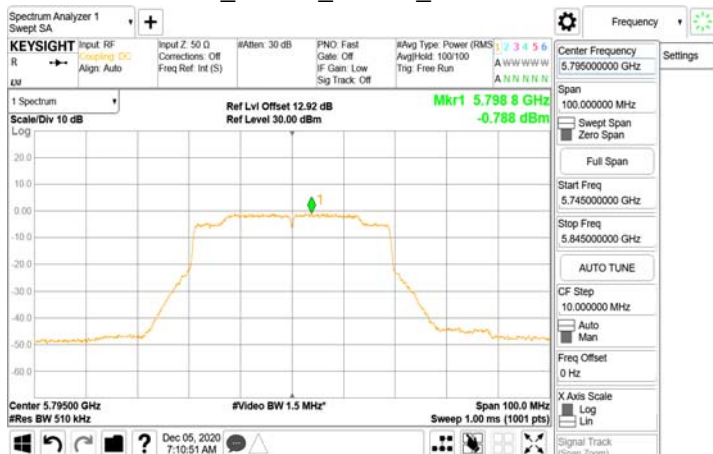 Spectrum Analyzer 1
Swept SA
Frequency
KEYSIGHT
R
Input: RF
Coupling: DC
Align: Auto
Input Z: 50 Ω
Corrections: Off
Freq Ref: Int (S)
#Atten: 30 dB
PNO: Fast
Gate: Off
IF Gain: Low
Sig Track: Off
#Avg Type: Power (RMS
Avg|Hold: 100/100
Trig: Free Run
1 2 3 4 5 6
A W W W W W
A N N N N N
Center Frequency
5.795000000 GHz
Settings
Span
100.000000 MHz
Swept Span
Zero Span
Full Span
Start Freq
5.745000000 GHz
Stop Freq
5.845000000 GHz
AUTO TUNE
CF Step
10.000000 MHz
Auto
Man
Freq Offset
0 Hz
X Axis Scale
Log
Lin
Signal Track
(Span Zoom)
1 Spectrum
Scale/Div 10 dB
Log
Ref Lvl Offset 12.92 dB
Ref Level 30.00 dBm
Mkr1 5.798 8 GHz
-0.788 dBm
20.0
10.0
0.00
-10.0
-20.0
-30.0
-40.0
-50.0
-60.0
1
Center 5.79500 GHz
#Res BW 510 kHz
#Video BW 1.5 MHz*
Span 100.0 MHz
Sweep 1.00 ms (1001 pts)
?
Dec 05, 2020
7:10:51 AM